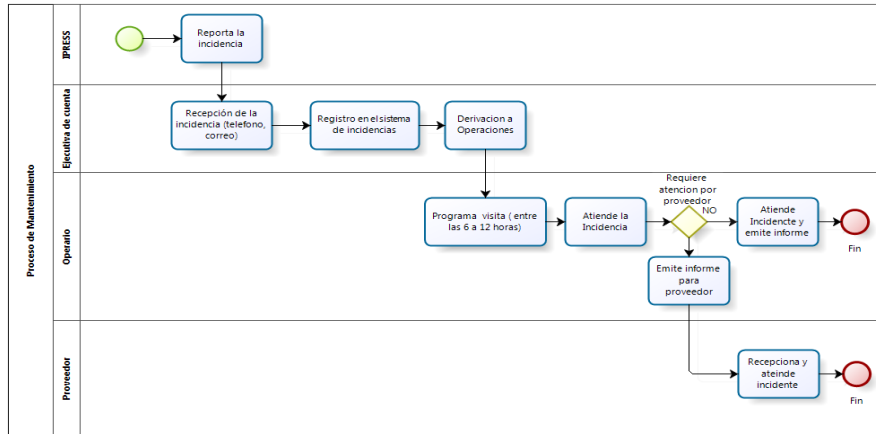 Proceso de Mantenimiento
IPRESS
Reporta la
incidencia
Ejecutiva de cuenta
Recepción de la
incidencia (telefono,
correo)
Registro en el sistema
de incidencias
Derivacion a
Operaciones
Operario
Programa visita ( entre
las 6 a 12 horas)
Atiende la
Incidencia
Requiere
atencion por
proveedor
NO
Atiende
Incidencte y
emite informe
Fin
Emite informe
para
proveedor
Proveedor
Recepciona y
ateinde
incidente
Fin